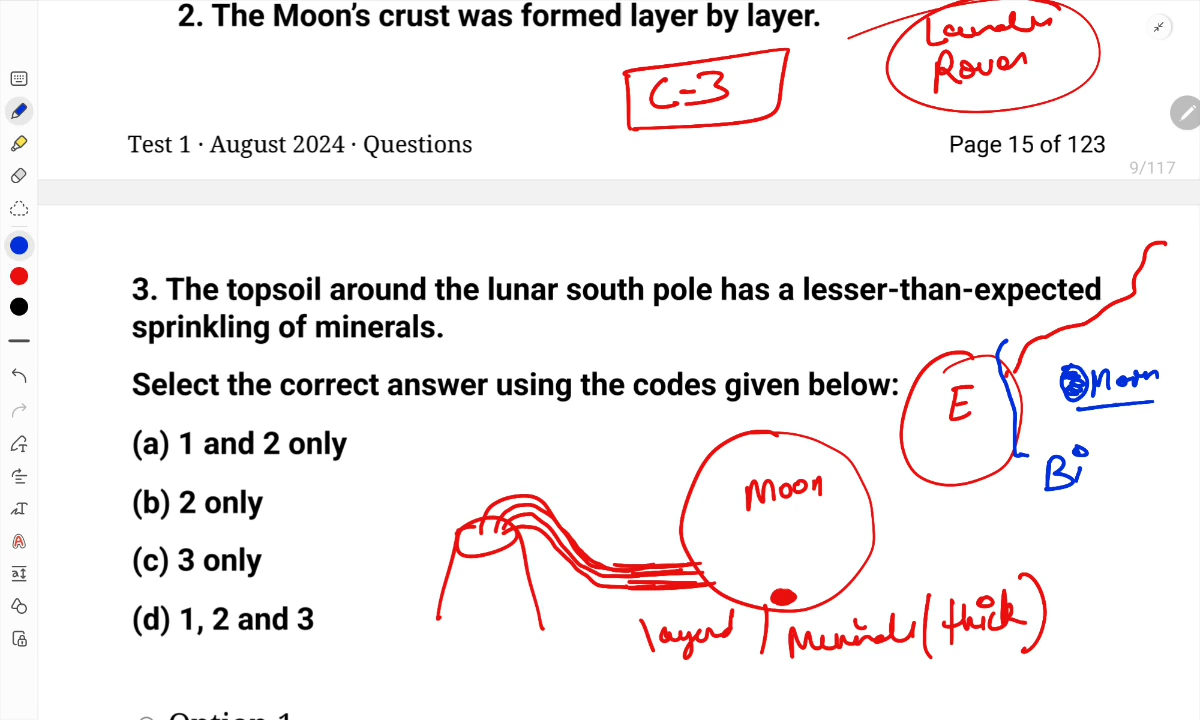 2. The Moon's crust was formed layer by layer.
Lander
Rover
C-3
Test 1 · August 2024 · Questions
Page 15 of 123
9/117
3. The topsoil around the lunar south pole has a lesser-than-expected
sprinkling of minerals.
Select the correct answer using the codes given below:
E
Moon
Bi
(a) 1 and 2 only
(b) 2 only
(c) 3 only
(d) 1, 2 and 3
Moon
layers
Minerals (thick)
Option 1